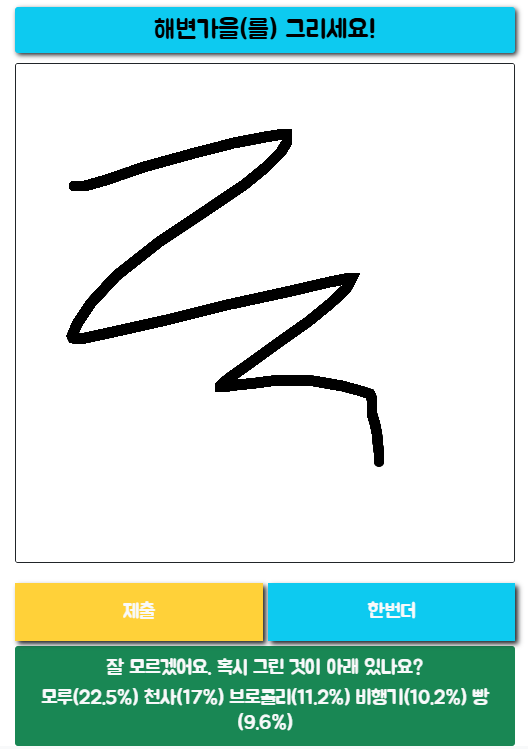 해변가을(를) 그리세요!
제출
한번더
잘 모르겠어요. 혹시 그린 것이 아래 있나요?
모루(22.5%) 천사(17%) 브로콜리(11.2%) 비행기(10.2%) 빵
(9.6%)